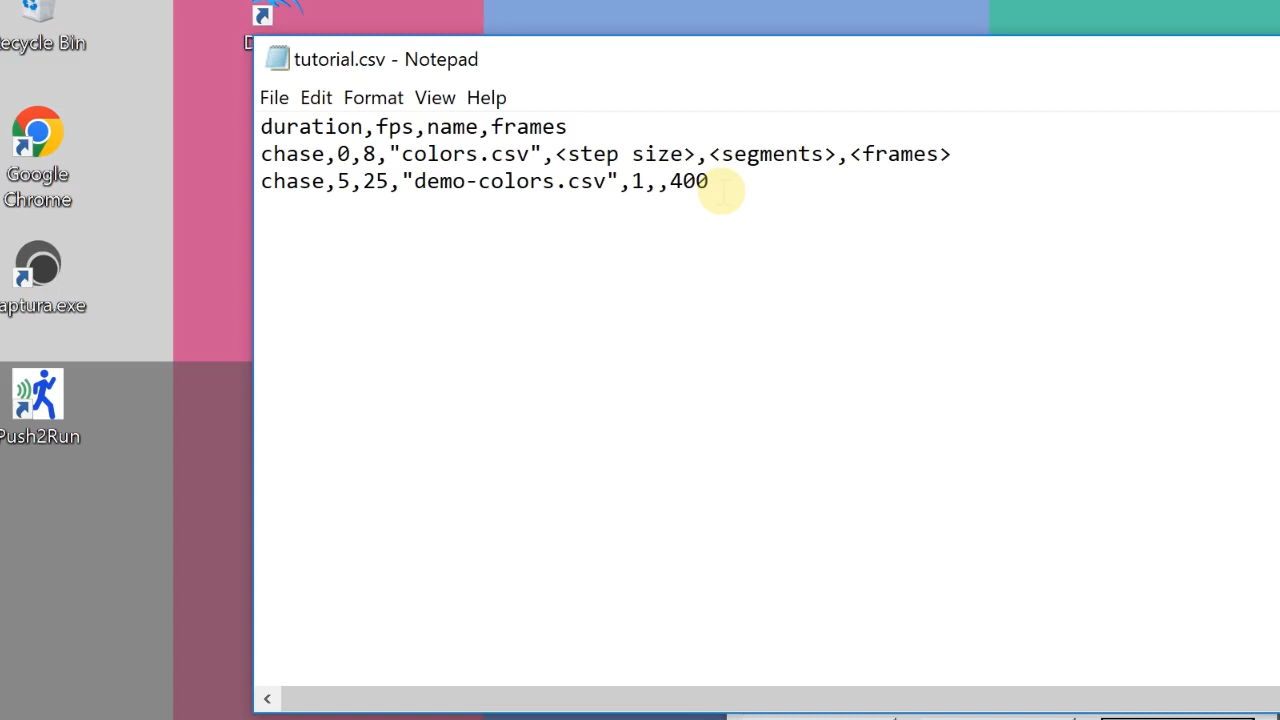 ecycle Bin
D
tutorial.csv - Notepad
File Edit Format View Help
duration,fps,name,frames
chase,0,8,"colors.csv",<step size>,<segments>,<frames>
chase,5,25,"demo-colors.csv",1,,400
Google
Chrome
aptura.exe
Push2Run